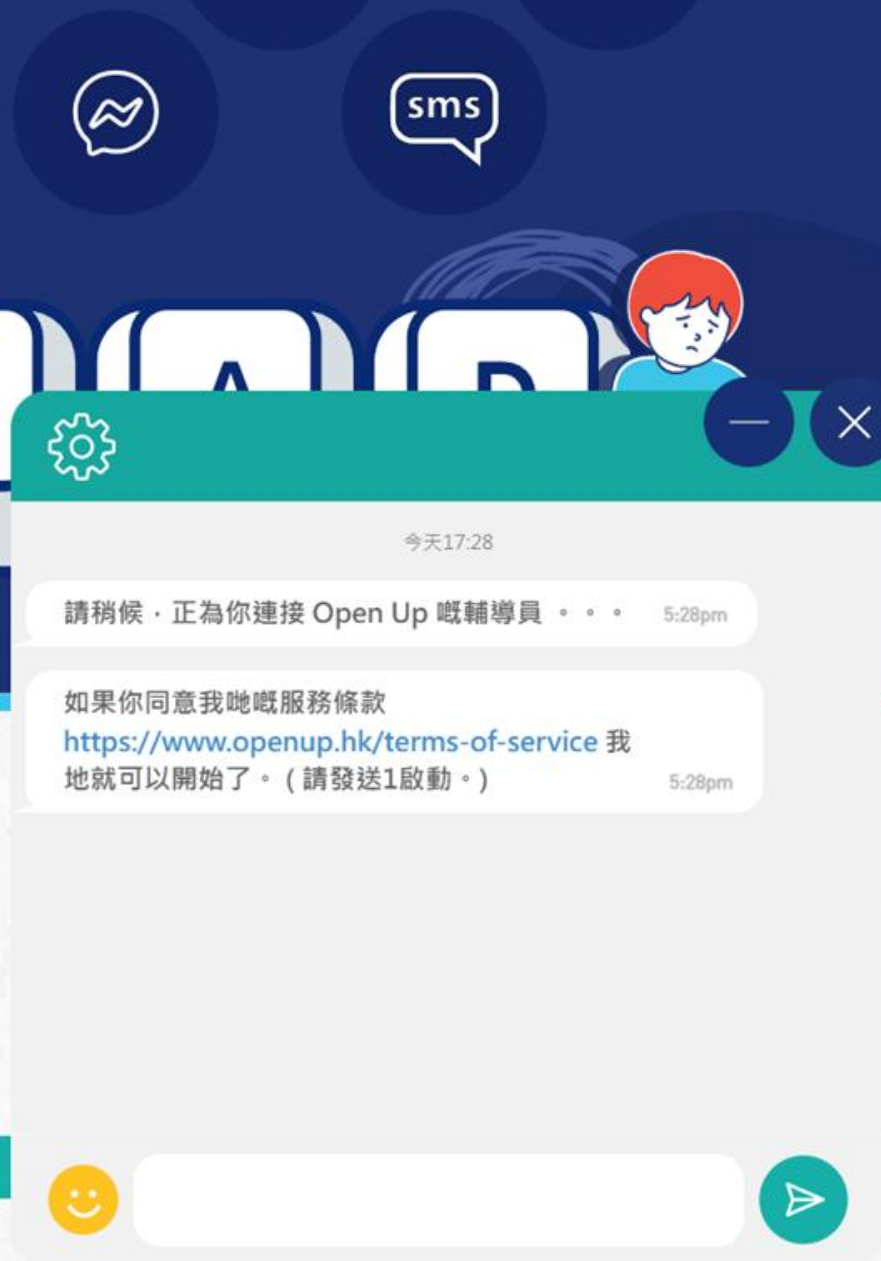 sms
A D
今天17:28
請稍候，正為你連接 Open Up 嘅輔導員 。。。 5:28pm
如果你同意我哋嘅服務條款
https://www.openup.hk/terms-of-service 我
地就可以開始了。(請發送1啟動。) 5:28pm